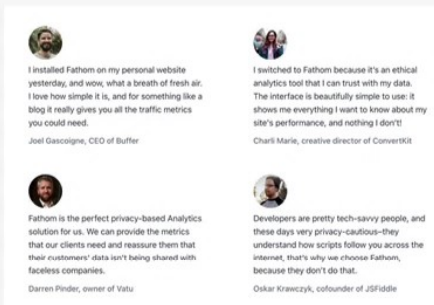 I installed Fathom on my personal website
yesterday, and wow, what a breath of fresh air.
I love how simple it is, and for something like a
blog it really gives you all the traffic metrics
you could need.
Joel Gascoigne, CEO of Buffer
I switched to Fathom because it's an ethical
analytics tool that I can trust with my data.
The interface is beautifully simple to use: it
shows me everything I want to know about my
site's performance, and nothing I don't!
Charli Marie, creative director of ConvertKit
Fathom is the perfect privacy-based Analytics
solution for us. We can provide the metrics
that our clients need and reassure them that
their customers' data isn't being shared with
faceless companies.
Darren Pinder, owner of Vatu
Developers are pretty tech-savvy people, and
these days very privacy-cautious–they
understand how scripts follow you across the
internet, that's why we choose Fathom,
because they don't do that.
Oskar Krawczyk, cofounder of JSFiddle